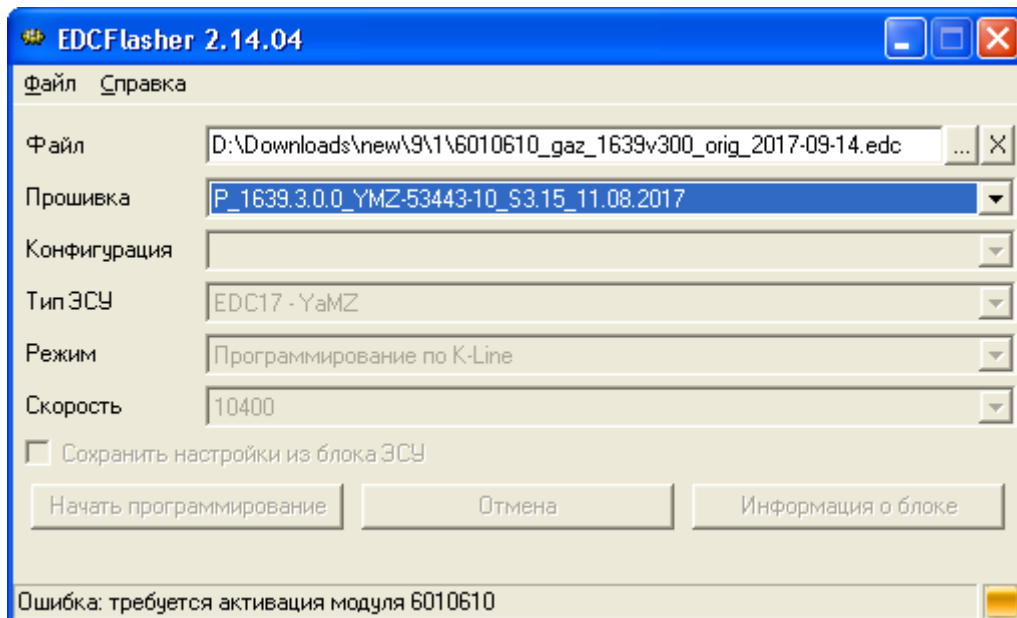 EDCFlasher 2.14.04
Файл Справка
Файл D:\Downloads\new\9\1\6010610_gaz_1639v300_orig_2017-09-14.edc ... X
Прошивка P_1639.3.0.0_YMZ-53443-10_S3.15_11.08.2017
Конфигурация
Тип ЭСУ EDC17 - YaMZ
Режим Программирование по K-Line
Скорость 10400
Сохранить настройки из блока ЭСУ
Начать программирование Отмена Информация о блоке
Ошибка: требуется активация модуля 6010610